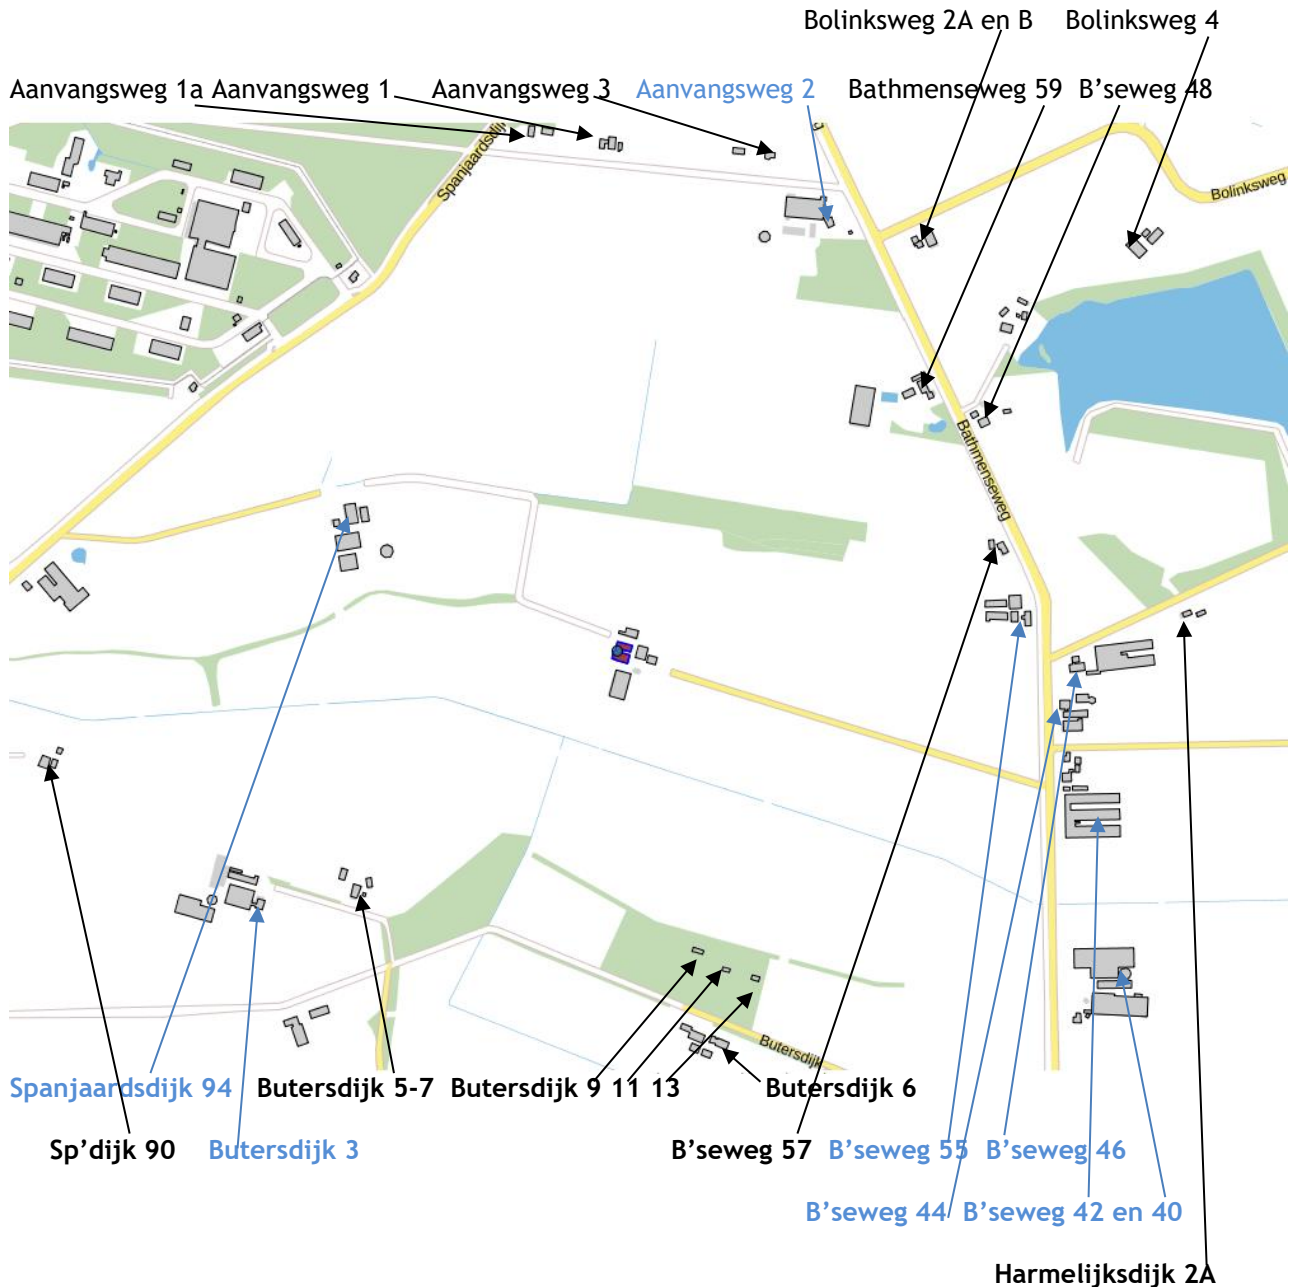 Bolinksweg 2A en B Bolinksweg 4
Aanvangsweg 1a Aanvangsweg 1 Aanvangsweg 3 Aanvangsweg 2 Bathmenseweg 59 B'seweg 48
Spanjaardsdij
g
Bolinksweg
Bathmenseweg
Butersdijk
Spanjaardsdijk 94 Butersdijk 5-7 Butersdijk 9 11 13 Butersdijk 6
Sp'dijk 90 Butersdijk 3 B'seweg 57 B'seweg 55 B'seweg 46
B'seweg 44 B'seweg 42 en 40
Harmelijksdijk 2A